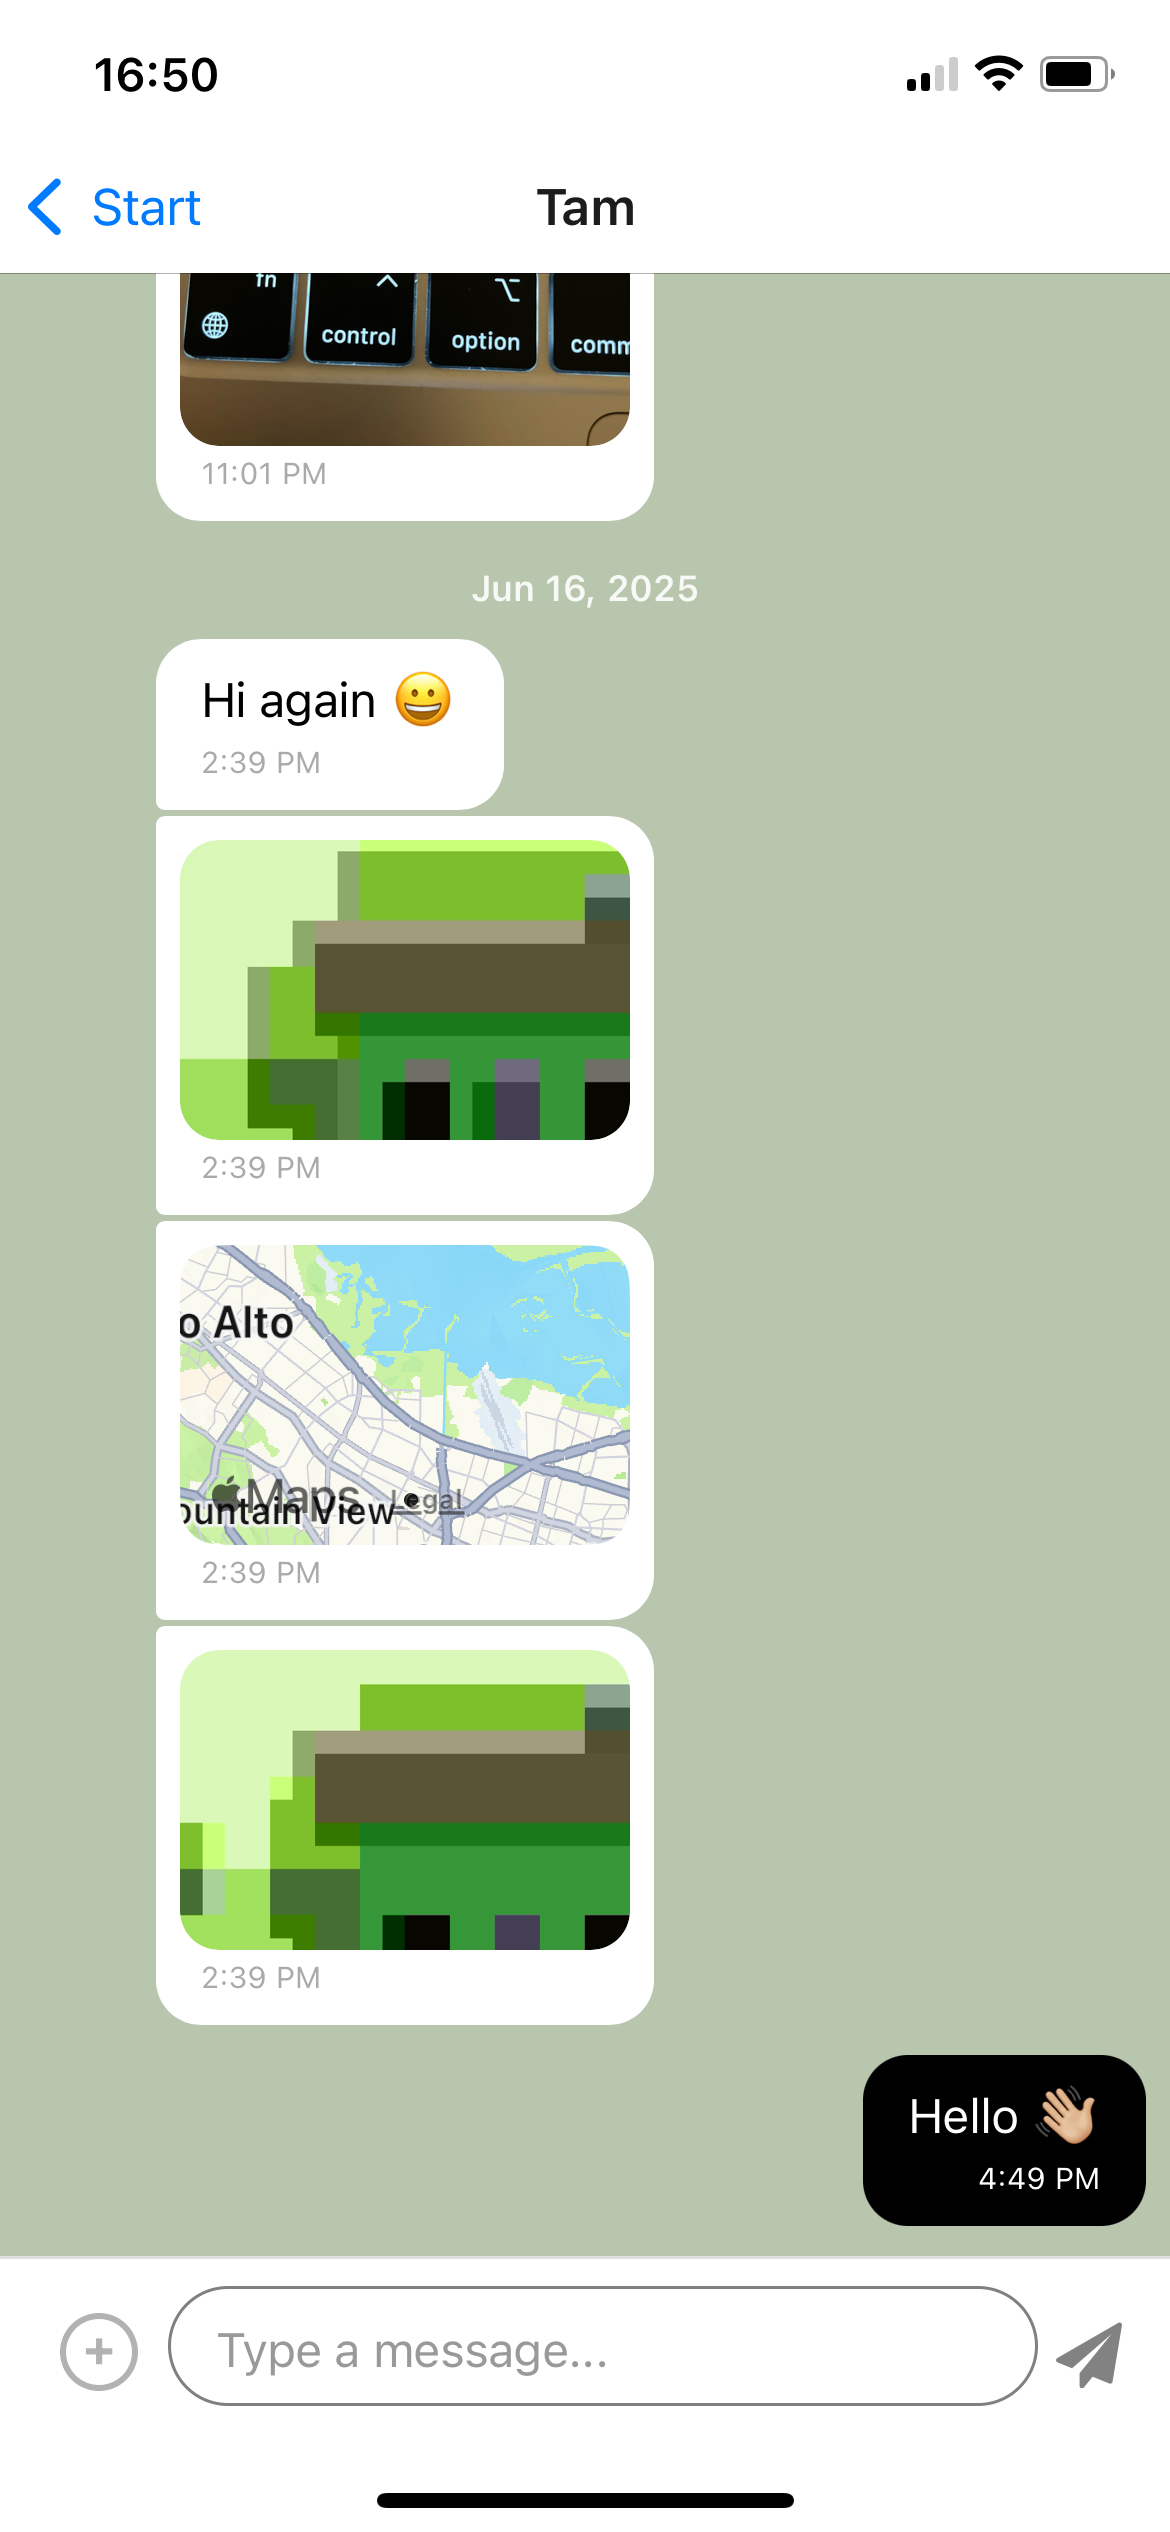 16:50
Start
Tam
fn
control
option
comm
11:01 PM
Jun 16, 2025
Hi again 😀
2:39 PM
2:39 PM
o Alto
Maps
Legal
ountain View
2:39 PM
2:39 PM
Hello 👋🏼
4:49 PM
Type a message...